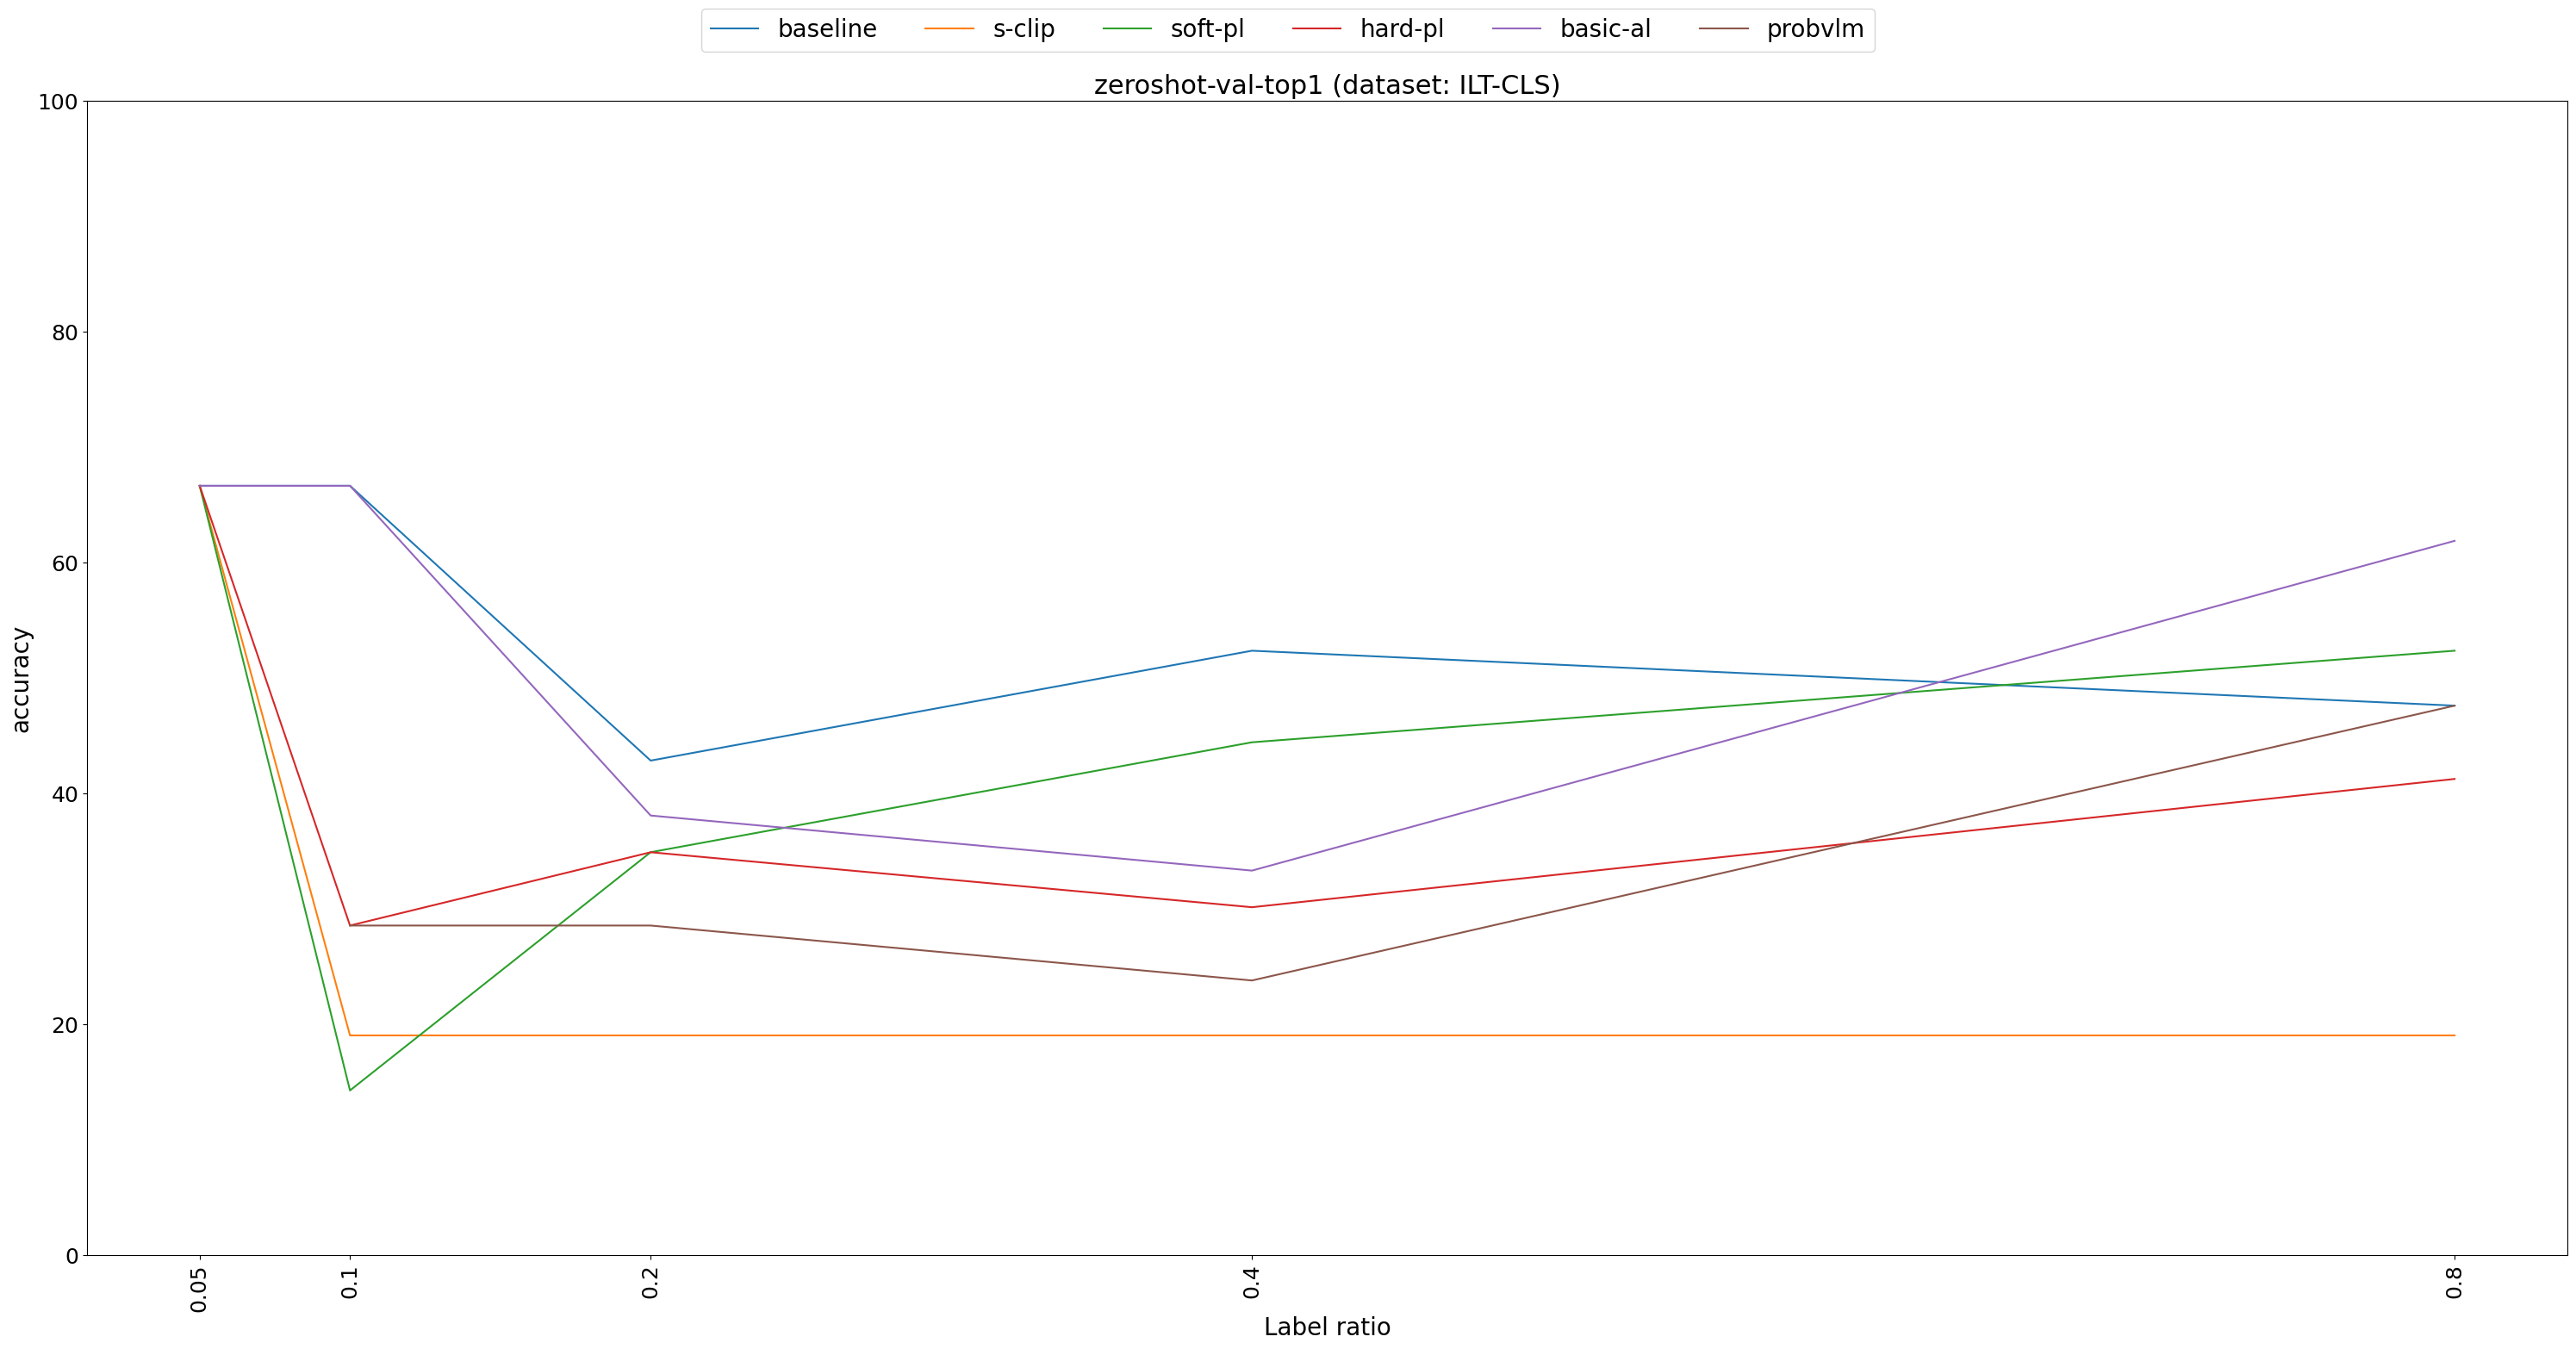 baseline s-clip soft-pl hard-pl basic-al probvlm
zeroshot-val-top1 (dataset: ILT-CLS)
100
80
60
40
20
0
accuracy
0.05 0.1 0.2 0.4 0.8
Label ratio